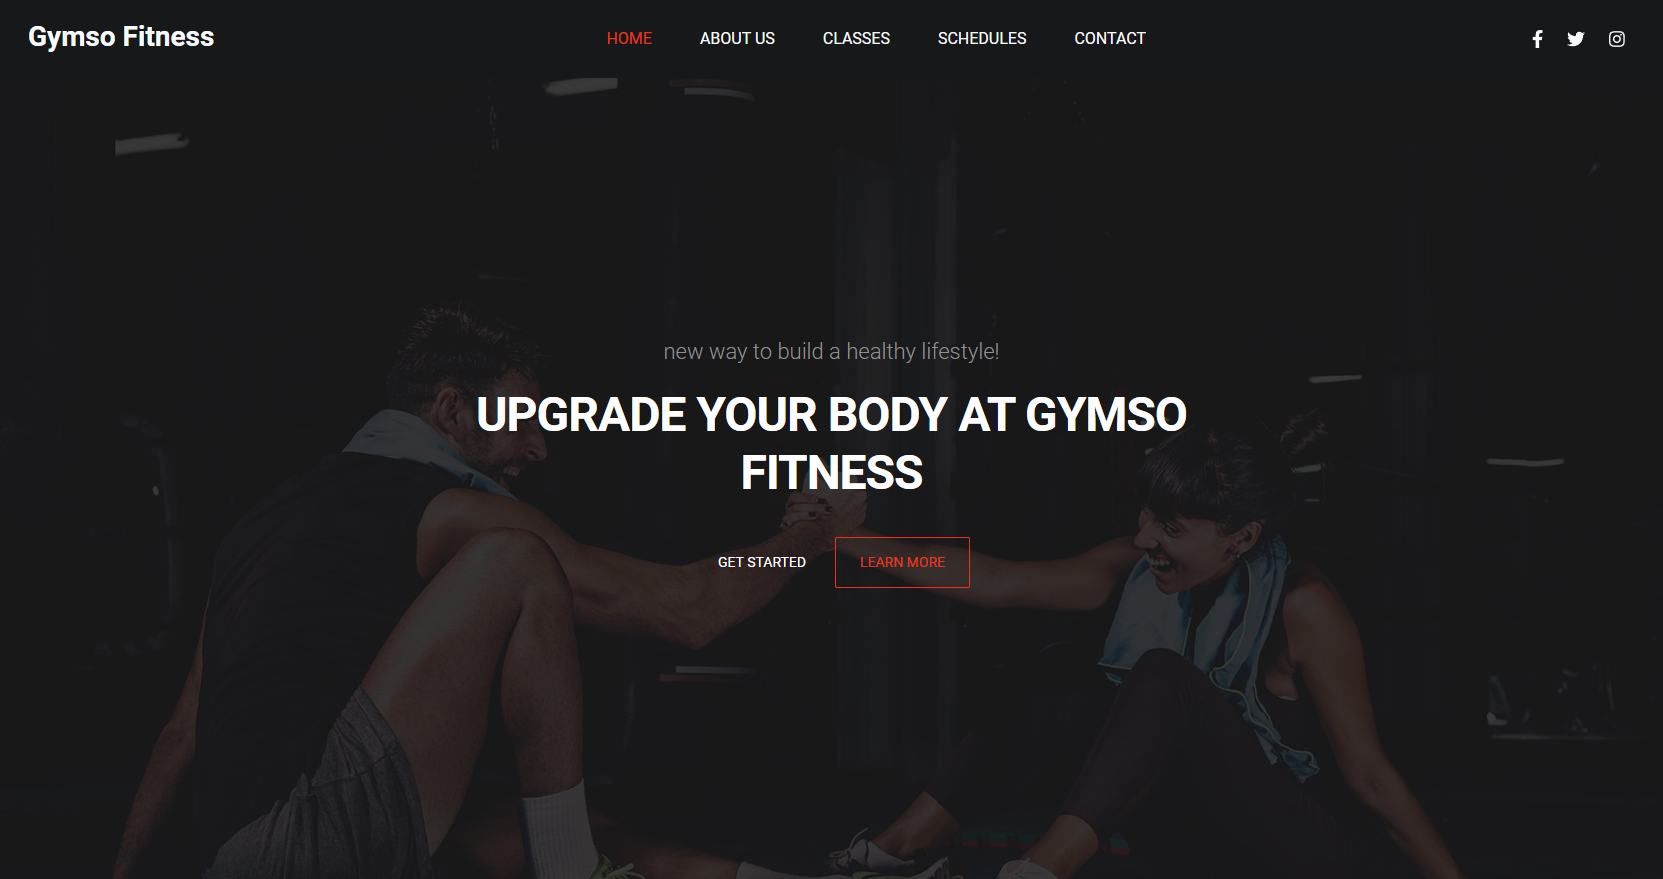 Gymso Fitness
HOME ABOUT US CLASSES SCHEDULES CONTACT
new way to build a healthy lifestyle!
UPGRADE YOUR BODY AT GYMSO
FITNESS
GET STARTED LEARN MORE